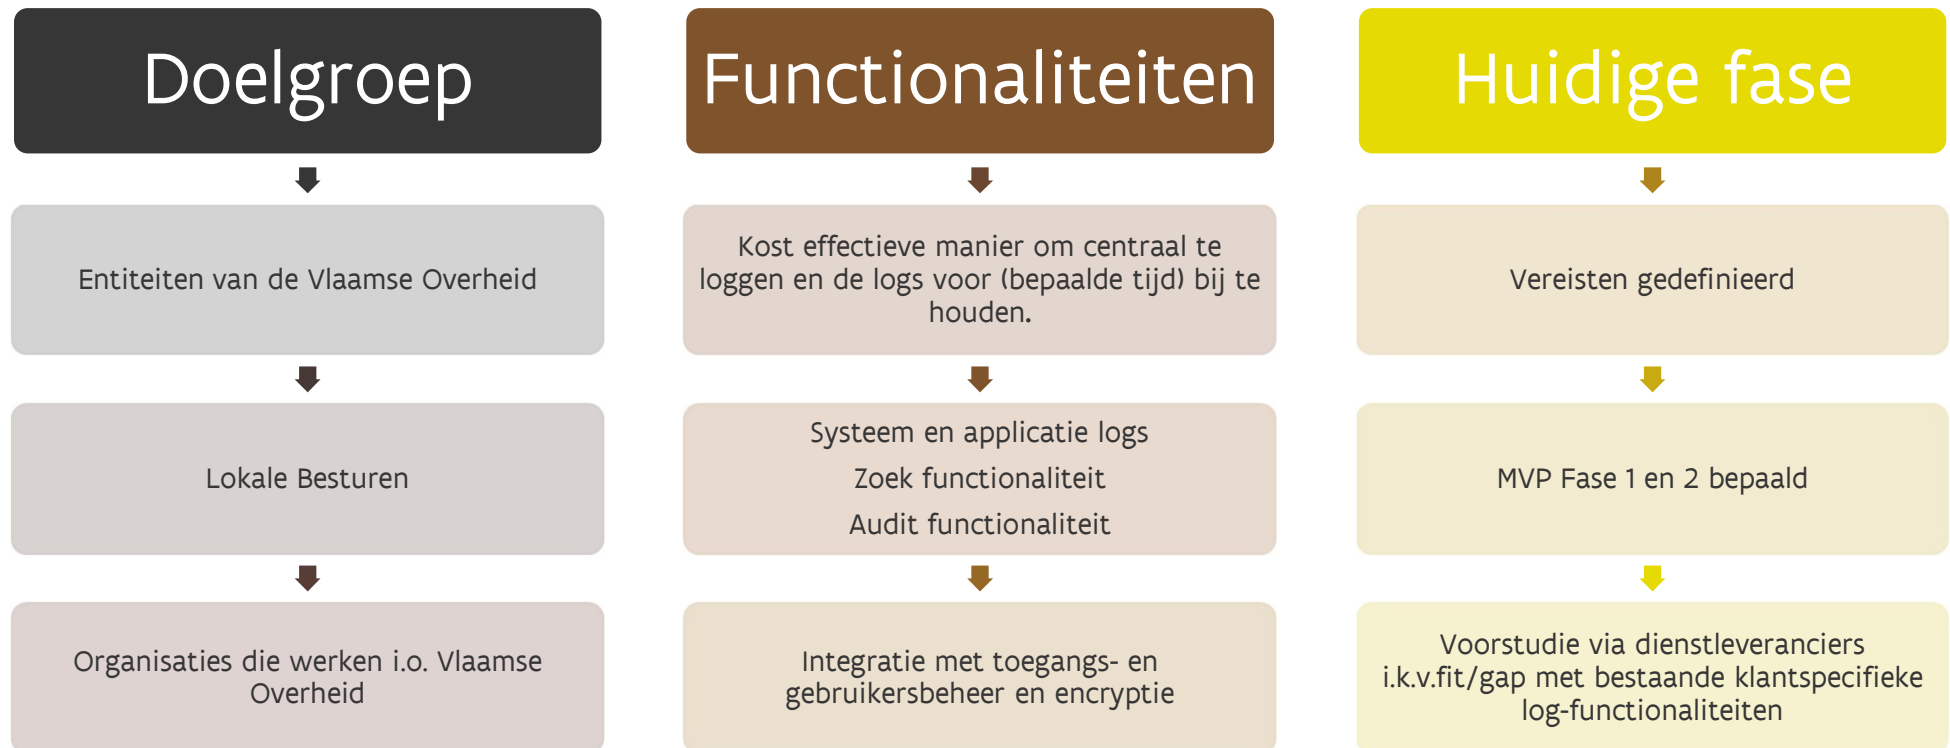 Doelgroep
Entiteiten van de Vlaamse Overheid
Lokale Besturen
Organisaties die werken i.o. Vlaamse
Overheid
Functionaliteiten
Kost effectieve manier om centraal te
loggen en de logs voor (bepaalde tijd) bij te
houden.
Systeem en applicatie logs
Zoek functionaliteit
Audit functionaliteit
Integratie met toegangs- en
gebruikersbeheer en encryptie
Huidige fase
Vereisten gedefinieerd
MVP Fase 1 en 2 bepaald
Voorstudie via dienstleveranciers
i.k.v.fit/gap met bestaande klantspecifieke
log-functionaliteiten